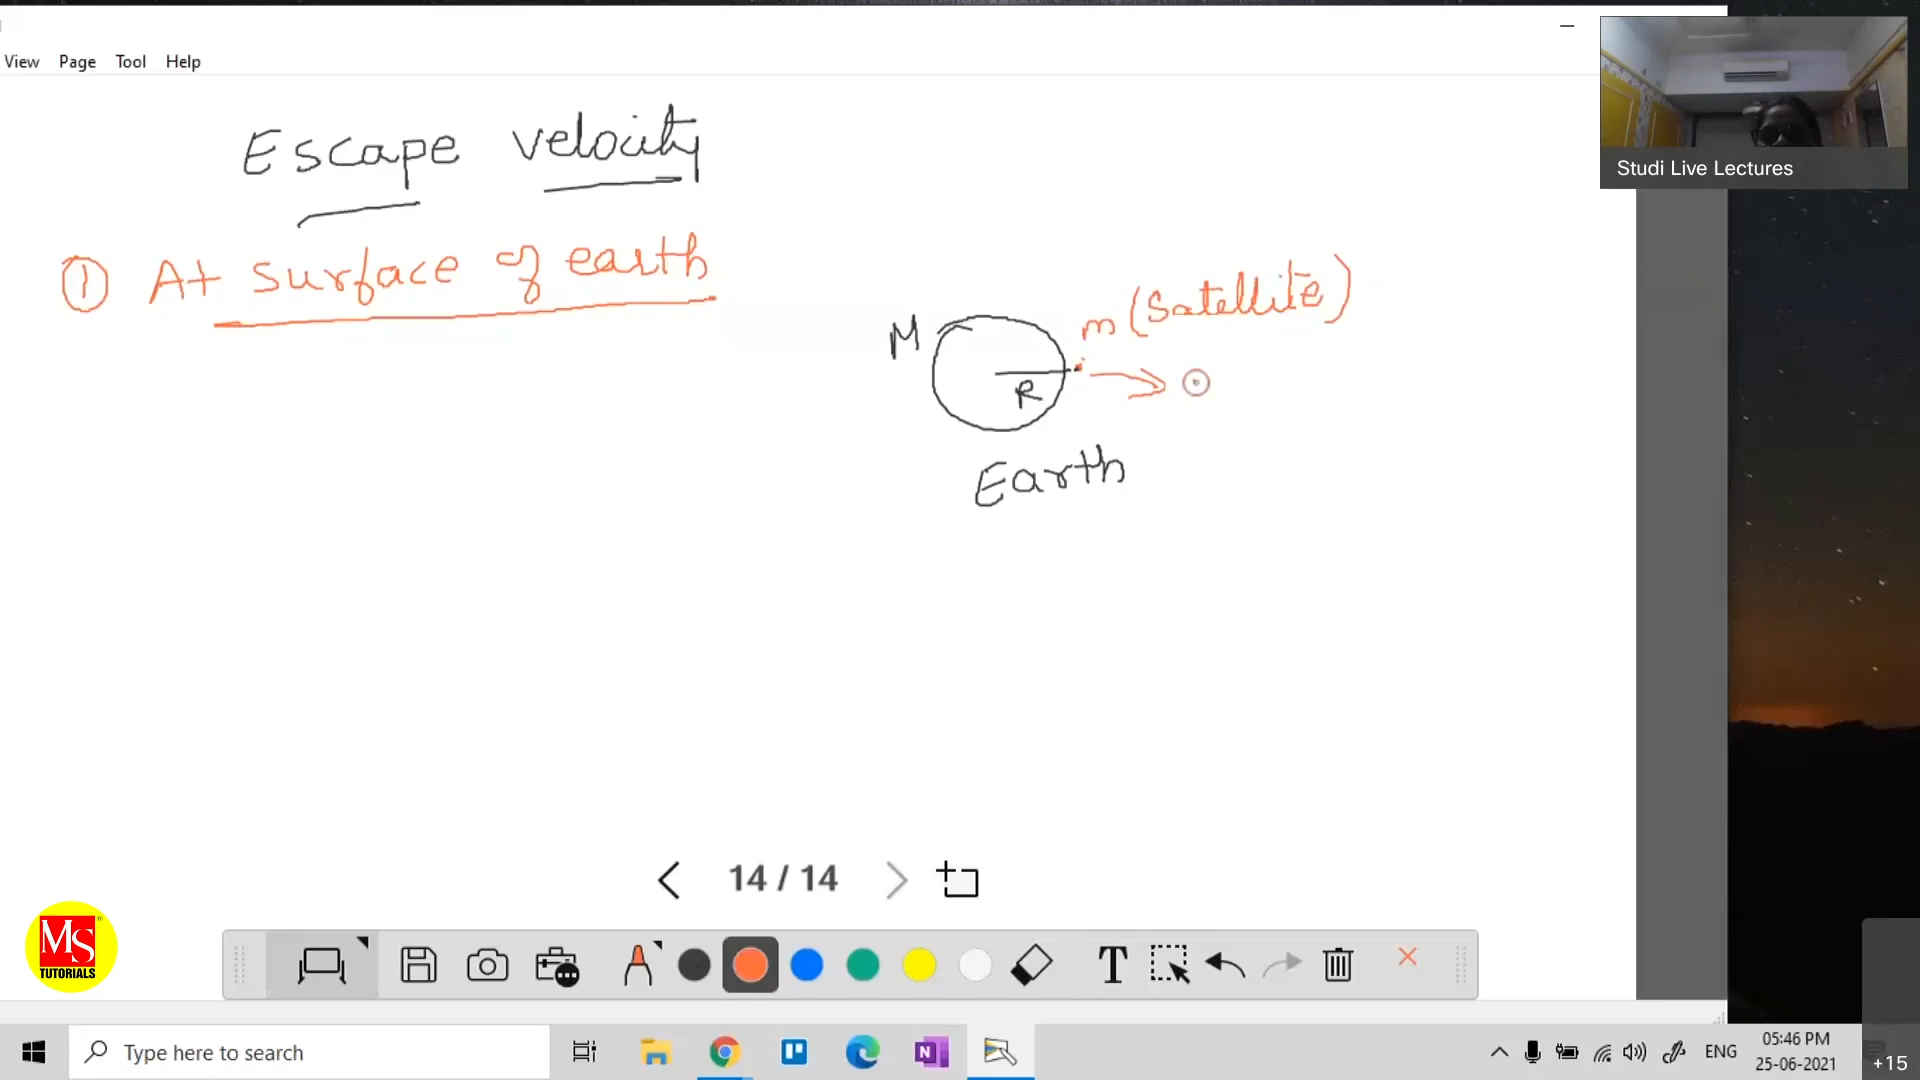 View Page Tool Help
Studi Live Lectures
Escape velocity
① At surface of earth
m (Satellite)
M
R
Earth
14 / 14
MS
TUTORIALS
T
Type here to search
N
ENG
05:46 PM
25-06-2021
+15